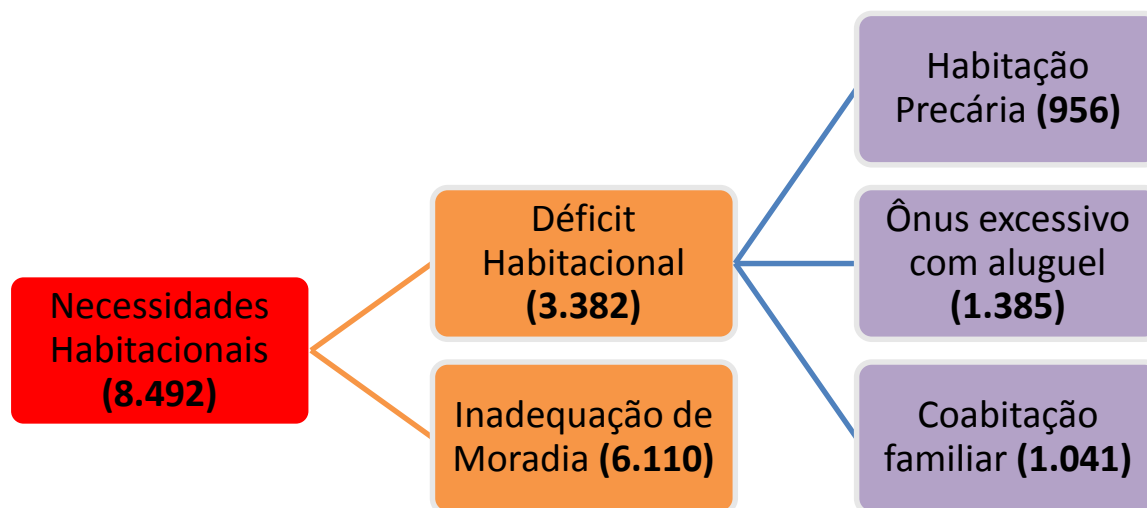 Necessidades
Habitacionais
(8.492)
Déficit
Habitacional
(3.382)
Inadequação de
Moradia (6.110)
Habitação
Precária (956)
Ônus excessivo
com aluguel
(1.385)
Coabitação
familiar (1.041)